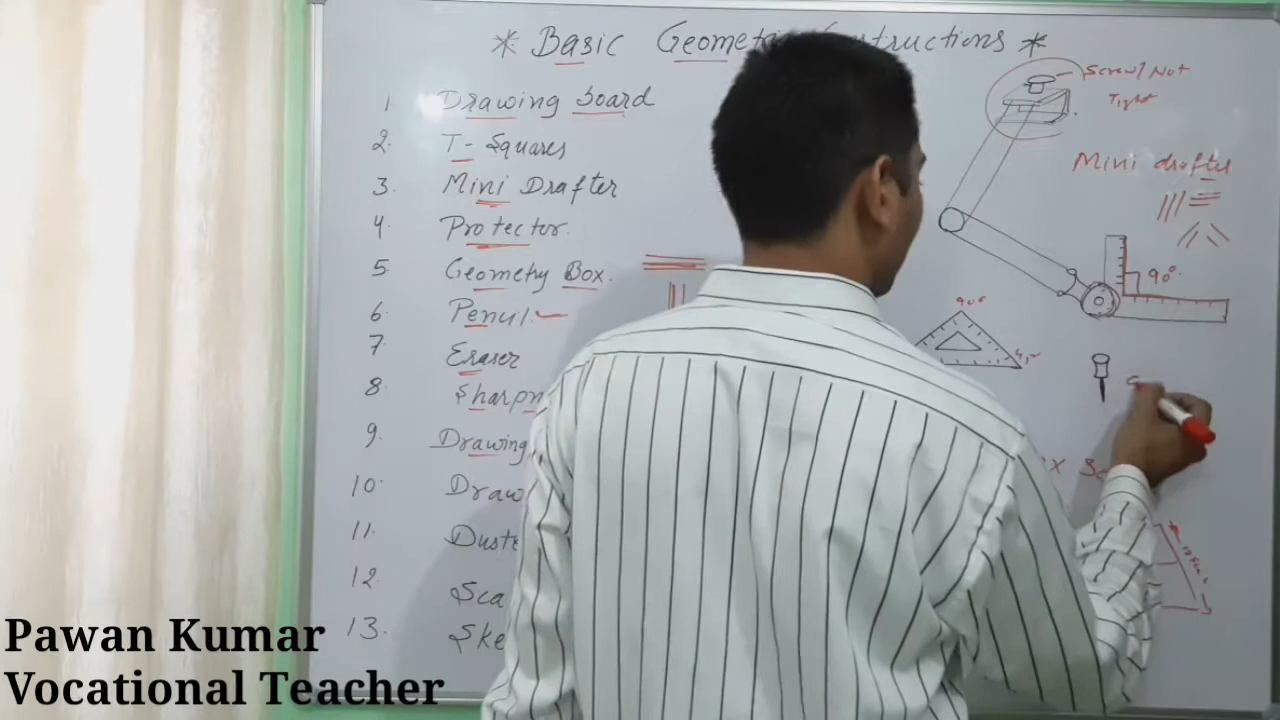 * Basic Geometric Constructions *
1. Drawing board
2. T- Squares
3. Mini Drafter
4. Protector.
5. Geometry Box.
6. Pencil.
7 Eraser
8 Sharpn
9. Drawing
10. Draw
11. Duste
12 Sca
13. Ske
Screw/Nut
Tight
Mini drafter
90°
90°
Pawan Kumar
Vocational Teacher